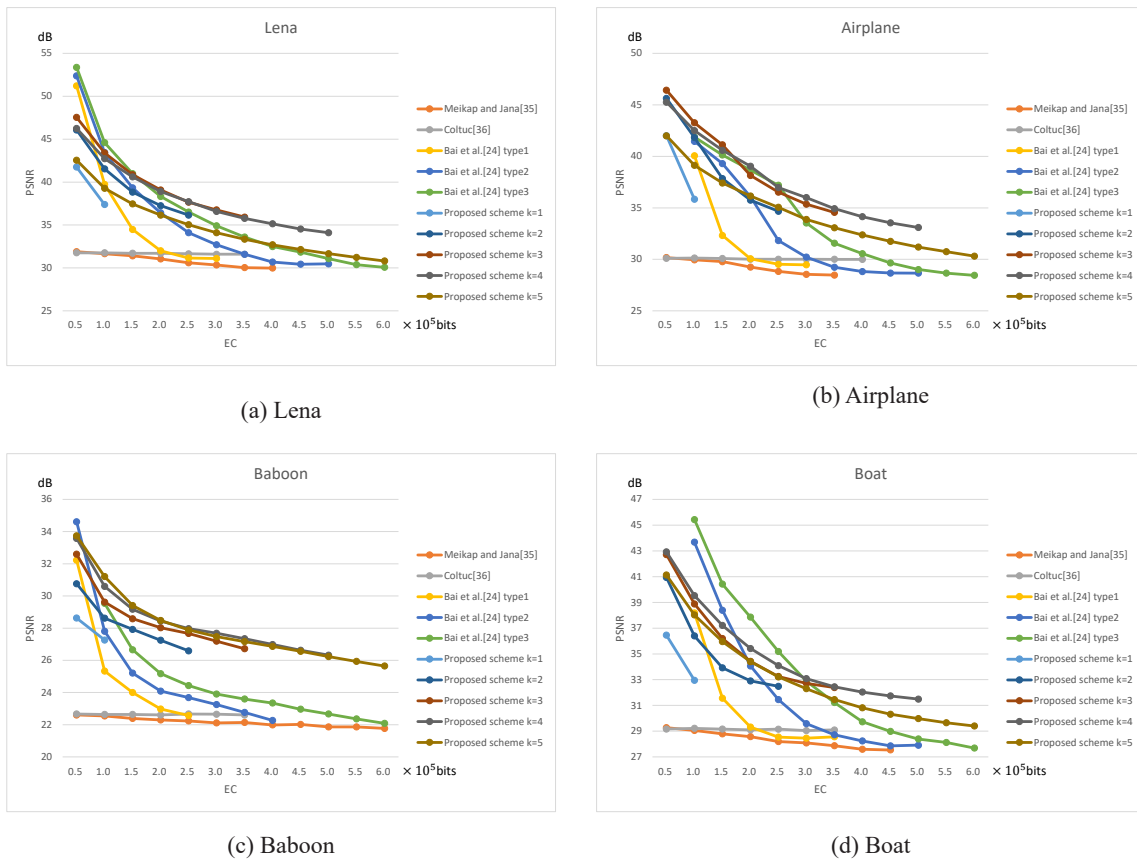 Lena
dB
55
50
45
40
35
30
25
PSNR
0.5 1.0 1.5 2.0 2.5 3.0 3.5 4.0 4.5 5.0 5.5 6.0
× 10⁵bits
EC
Meikap and Jana[35]
Coltuc[36]
Bai et al.[24] type1
Bai et al.[24] type2
Bai et al.[24] type3
Proposed scheme k=1
Proposed scheme k=2
Proposed scheme k=3
Proposed scheme k=4
Proposed scheme k=5
(a) Lena
Airplane
dB
50
45
40
35
30
25
PSNR
0.5 1.0 1.5 2.0 2.5 3.0 3.5 4.0 4.5 5.0 5.5 6.0
× 10⁵bits
EC
Meikap and Jana[35]
Coltuc[36]
Bai et al.[24] type1
Bai et al.[24] type2
Bai et al.[24] type3
Proposed scheme k=1
Proposed scheme k=2
Proposed scheme k=3
Proposed scheme k=4
Proposed scheme k=5
(b) Airplane
Baboon
dB
36
34
32
30
28
26
24
22
20
PSNR
0.5 1.0 1.5 2.0 2.5 3.0 3.5 4.0 4.5 5.0 5.5 6.0
× 10⁵bits
EC
Meikap and Jana[35]
Coltuc[36]
Bai et al.[24] type1
Bai et al.[24] type2
Bai et al.[24] type3
Proposed scheme k=1
Proposed scheme k=2
Proposed scheme k=3
Proposed scheme k=4
Proposed scheme k=5
(c) Baboon
Boat
dB
47
45
43
41
39
37
35
33
31
29
27
PSNR
0.5 1.0 1.5 2.0 2.5 3.0 3.5 4.0 4.5 5.0 5.5 6.0
× 10⁵bits
EC
Meikap and Jana[35]
Coltuc[36]
Bai et al.[24] type1
Bai et al.[24] type2
Bai et al.[24] type3
Proposed scheme k=1
Proposed scheme k=2
Proposed scheme k=3
Proposed scheme k=4
Proposed scheme k=5
(d) Boat